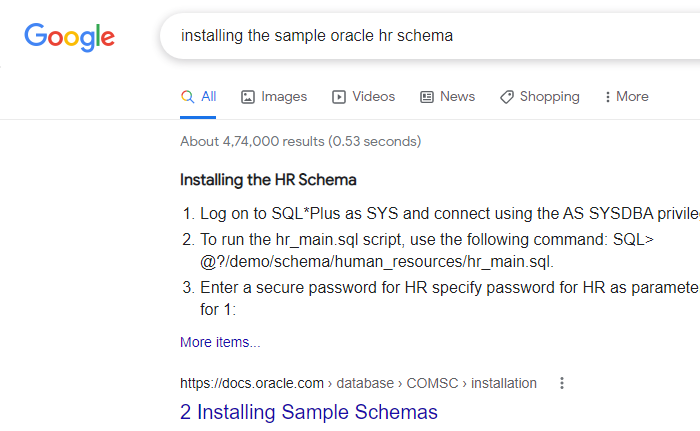 Google
installing the sample oracle hr schema
All Images Videos News Shopping More
About 4,74,000 results (0.53 seconds)
Installing the HR Schema
1. Log on to SQL*Plus as SYS and connect using the AS SYSDBA privile
2. To run the hr_main.sql script, use the following command: SQL>
@?/demo/schema/human_resources/hr_main.sql.
3. Enter a secure password for HR specify password for HR as paramete
for 1:
More items...
https://docs.oracle.com › database › COMSC › installation
2 Installing Sample Schemas